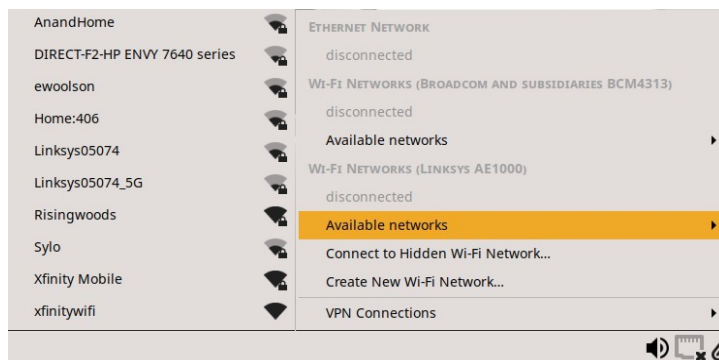 AnandHome
DIRECT-F2-HP ENVY 7640 series
ewoolson
Home:406
Linksys05074
Linksys05074_5G
Risingwoods
Sylo
Xfinity Mobile
xfinitywifi
ETHERNET NETWORK
disconnected
WI-FI NETWORKS (BROADCOM AND SUBSIDIARIES BCM4313)
disconnected
Available networks
WI-FI NETWORKS (LINKSYS AE1000)
disconnected
Available networks
Connect to Hidden Wi-Fi Network...
Create New Wi-Fi Network...
VPN Connections